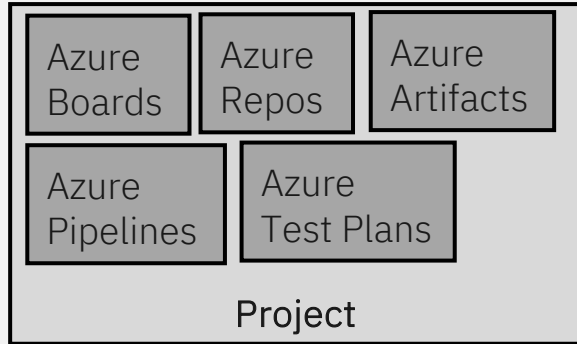 Azure
Boards
Azure
Repos
Azure
Artifacts
Azure
Pipelines
Azure
Test Plans
Project